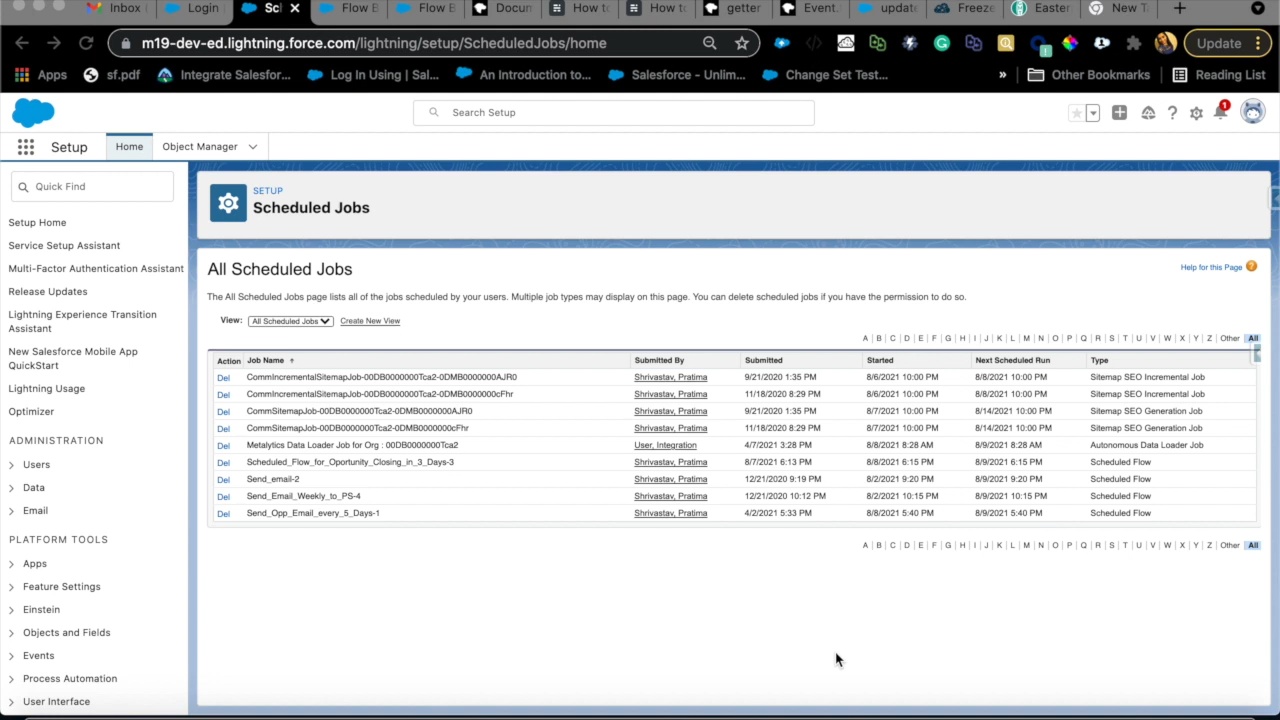 Inbox
Login
Sc
Flow B
Flow B
Docum
How to
How t
getter
Event.
update
Freeze
Easter
New T
m19-dev-ed.lightning.force.com/lightning/setup/ScheduledJobs/home
Update
Apps
sf.pdf
Integrate Salesfor...
Log In Using | Sal...
An Introduction to...
Salesforce - Unlim...
Change Set Test...
»
Other Bookmarks
Reading List
Search Setup
1
Setup
Home
Object Manager
Quick Find
Setup Home
Service Setup Assistant
Multi-Factor Authentication Assistant
Release Updates
Lightning Experience Transition
Assistant
New Salesforce Mobile App
QuickStart
Lightning Usage
Optimizer
ADMINISTRATION
Users
Data
Email
PLATFORM TOOLS
Apps
Feature Settings
Einstein
Objects and Fields
Events
Process Automation
User Interface
SETUP
Scheduled Jobs
All Scheduled Jobs
Help for this Page ?
The All Scheduled Jobs page lists all of the jobs scheduled by your users. Multiple job types may display on this page. You can delete scheduled jobs if you have the permission to do so.
View: All Scheduled Jobs Create New View
A | B | C | D | E | F | G | H | I | J | K | L | M | N | O | P | Q | R | S | T | U | V | W | X | Y | Z | Other | All
Action Job Name ↑ Submitted By Submitted Started Next Scheduled Run Type
Del CommIncrementalSitemapJob-00DB0000000Tca2-0DMB0000000AJR0 Shrivastav, Pratima 9/21/2020 1:35 PM 8/6/2021 10:00 PM 8/8/2021 10:00 PM Sitemap SEO Incremental Job
Del CommIncrementalSitemapJob-00DB0000000Tca2-0DMB0000000cFhr Shrivastav, Pratima 11/18/2020 8:29 PM 8/6/2021 10:00 PM 8/8/2021 10:00 PM Sitemap SEO Incremental Job
Del CommSitemapJob-00DB0000000Tca2-0DMB0000000AJR0 Shrivastav, Pratima 9/21/2020 1:35 PM 8/7/2021 10:00 PM 8/14/2021 10:00 PM Sitemap SEO Generation Job
Del CommSitemapJob-00DB0000000Tca2-0DMB0000000cFhr Shrivastav, Pratima 11/18/2020 8:29 PM 8/7/2021 10:00 PM 8/14/2021 10:00 PM Sitemap SEO Generation Job
Del Metalytics Data Loader Job for Org : 00DB0000000Tca2 User, Integration 4/7/2021 3:28 PM 8/8/2021 8:28 AM 8/9/2021 8:28 AM Autonomous Data Loader Job
Del Scheduled_Flow_for_Oportunity_Closing_in_3_Days-3 Shrivastav, Pratima 8/7/2021 6:13 PM 8/8/2021 6:15 PM 8/9/2021 6:15 PM Scheduled Flow
Del Send_email-2 Shrivastav, Pratima 12/21/2020 9:19 PM 8/2/2021 9:20 PM 8/9/2021 9:20 PM Scheduled Flow
Del Send_Email_Weekly_to_PS-4 Shrivastav, Pratima 12/21/2020 10:12 PM 8/2/2021 10:15 PM 8/9/2021 10:15 PM Scheduled Flow
Del Send_Opp_Email_every_5_Days-1 Shrivastav, Pratima 4/2/2021 5:33 PM 8/8/2021 5:40 PM 8/9/2021 5:40 PM Scheduled Flow
A | B | C | D | E | F | G | H | I | J | K | L | M | N | O | P | Q | R | S | T | U | V | W | X | Y | Z | Other | All